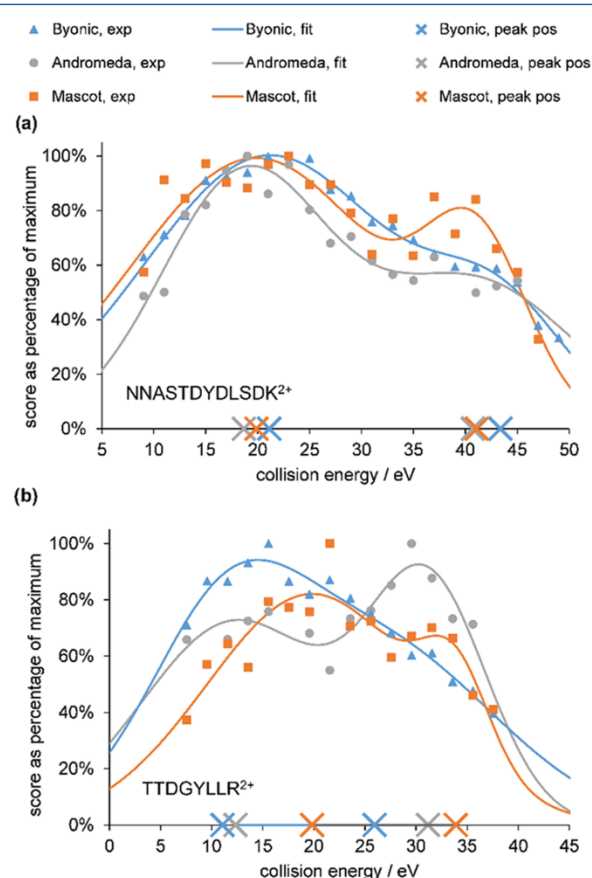 Byonic, exp Byonic, fit Byonic, peak pos
Andromeda, exp Andromeda, fit Andromeda, peak pos
Mascot, exp Mascot, fit Mascot, peak pos
(a)
score as percentage of maximum
100%
80%
60%
40%
20%
0%
NNASTDYDLSDK²⁺
5 10 15 20 25 30 35 40 45 50
collision energy / eV
(b)
score as percentage of maximum
100%
80%
60%
40%
20%
0%
TTDGYLLR²⁺
0 5 10 15 20 25 30 35 40 45
collision energy / eV